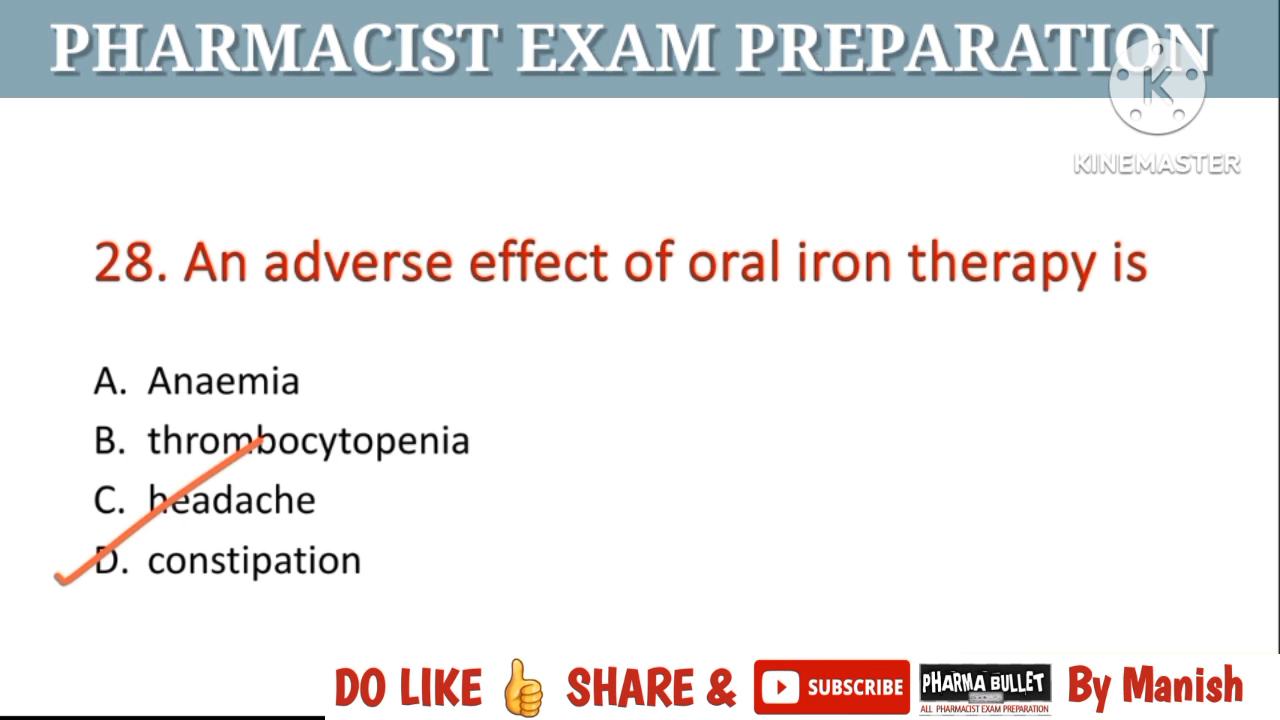 PHARMACIST EXAM PREPARATION
K
KINEMASTER
28. An adverse effect of oral iron therapy is
A. Anaemia
B. thrombocytopenia
C. headache
D. constipation
DO LIKE SHARE & SUBSCRIBE PHARMA BULLET By Manish
ALL PHARMACIST EXAM PREPARATION